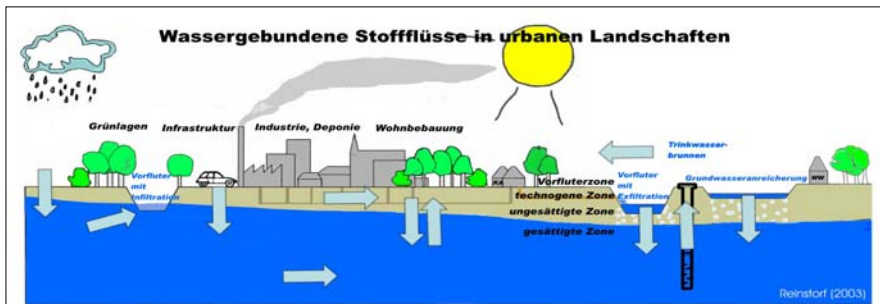 Wassergebundene Stoffflüsse in urbanen Landschaften
Grünlagen
Infrastruktur
Industrie, Deponie
Wohnbebauung
Trinkwasser-
brunnen
Vorfluter
mit
Infiltration
Vorfluterzone
technogene Zone
ungesättigte Zone
gesättigte Zone
Vorfluter
mit
Exfiltration
Grundwasseranreicherung
WW
Reinstorf (2003)